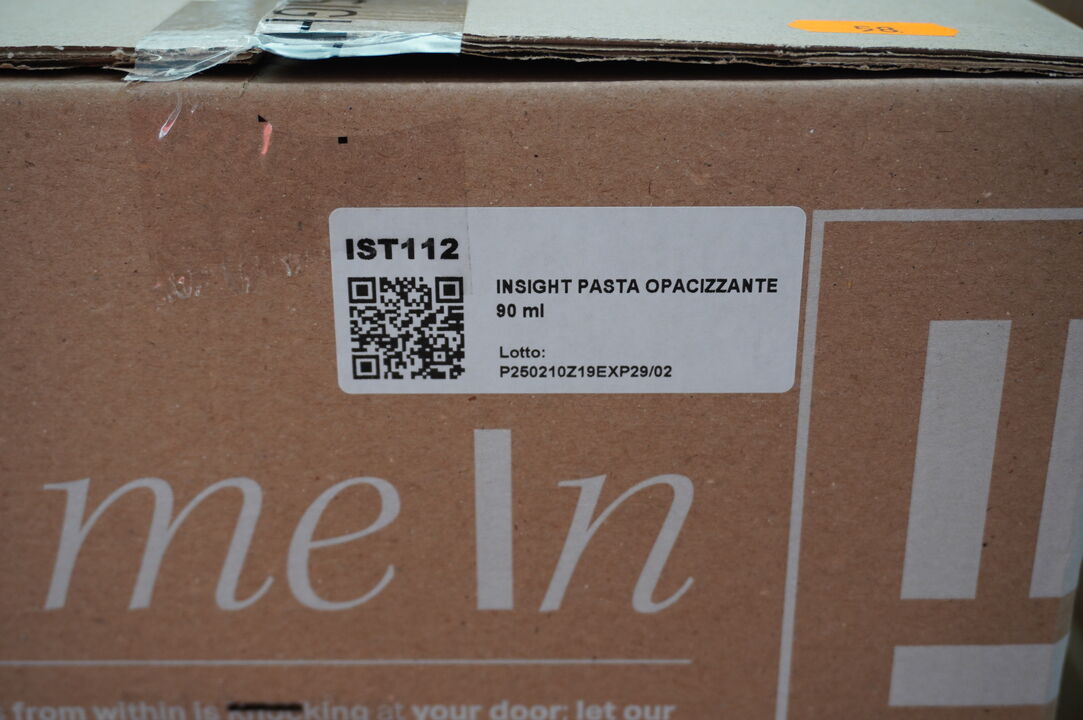 58
IST112
INSIGHT PASTA OPACIZZANTE
90 ml
Lotto:
P250210Z19EXP29/02
me In
from within is knocking at your door: let our